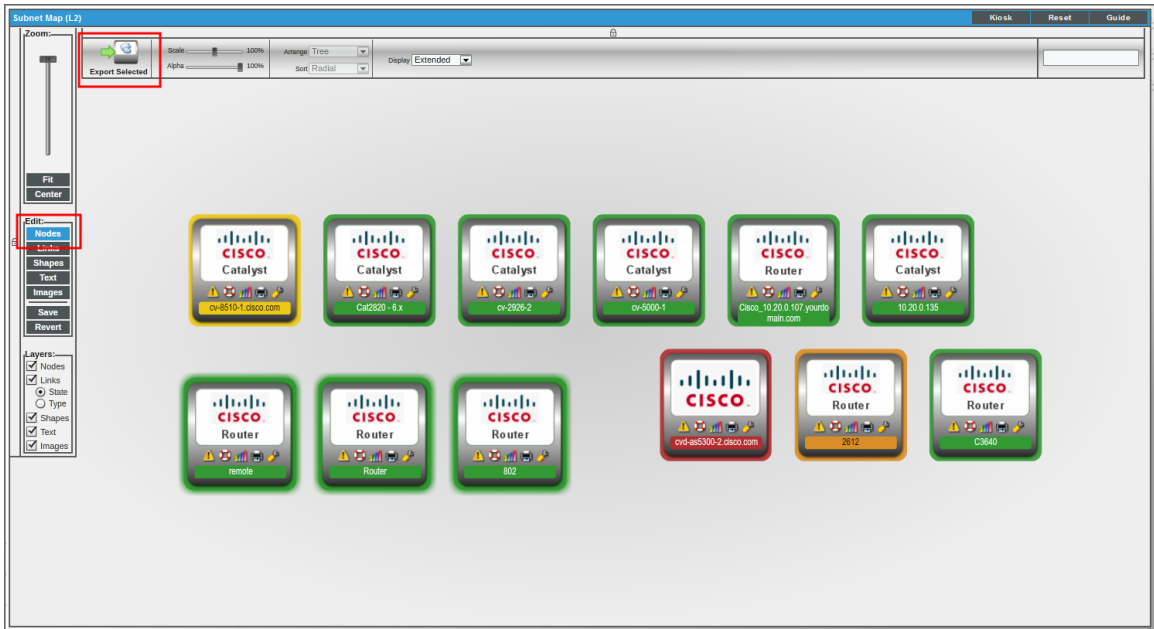 Subnet Map (L2)
Kiosk Reset Guide
Zoom:
Export Selected
Scale 100%
Alpha 100%
Arrange Tree
Sort Radial
Display Extended
Fit
Center
Edit:
Nodes
Links
Shapes
Text
Images
Save
Revert
Layers:
Nodes
Links
State
Type
Shapes
Text
Images
CISCO
Catalyst
cv-8510-1.cisco.com
CISCO
Catalyst
Cat2820 - 6.x
CISCO
Catalyst
cv-2926-2
CISCO
Catalyst
cv-5000-1
CISCO
Router
Cisco_10.20.0.107.yourdo
main.com
CISCO
Catalyst
10.20.0.135
CISCO
Router
remote
CISCO
Router
Router
CISCO
Router
802
CISCO
cvd-as5300-2.cisco.com
CISCO
Router
2612
CISCO
Router
C3640